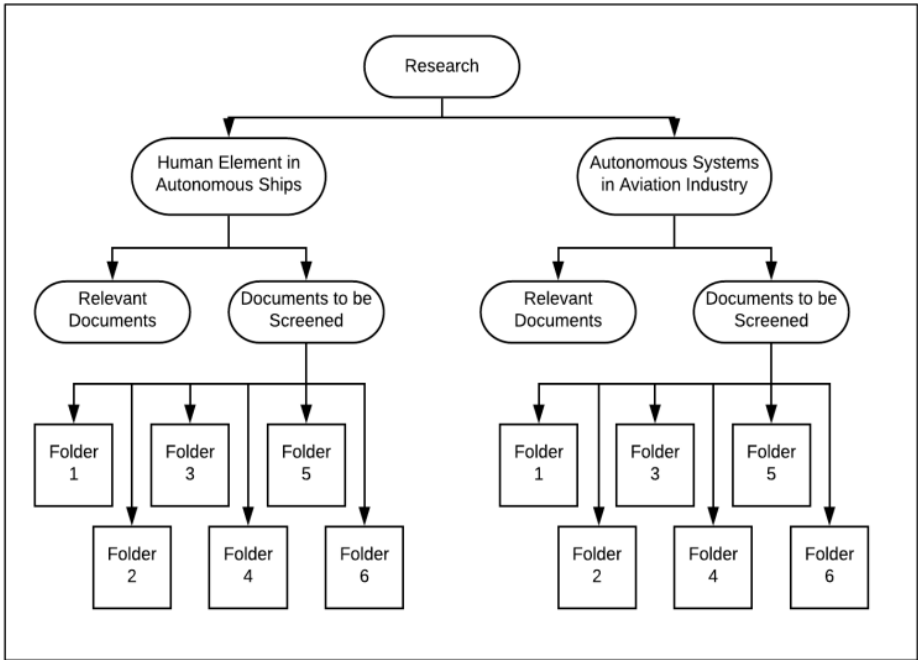 Research
Human Element in
Autonomous Ships
Autonomous Systems
in Aviation Industry
Relevant
Documents
Documents to be
Screened
Relevant
Documents
Documents to be
Screened
Folder
1
Folder
3
Folder
5
Folder
1
Folder
3
Folder
5
Folder
2
Folder
4
Folder
6
Folder
2
Folder
4
Folder
6